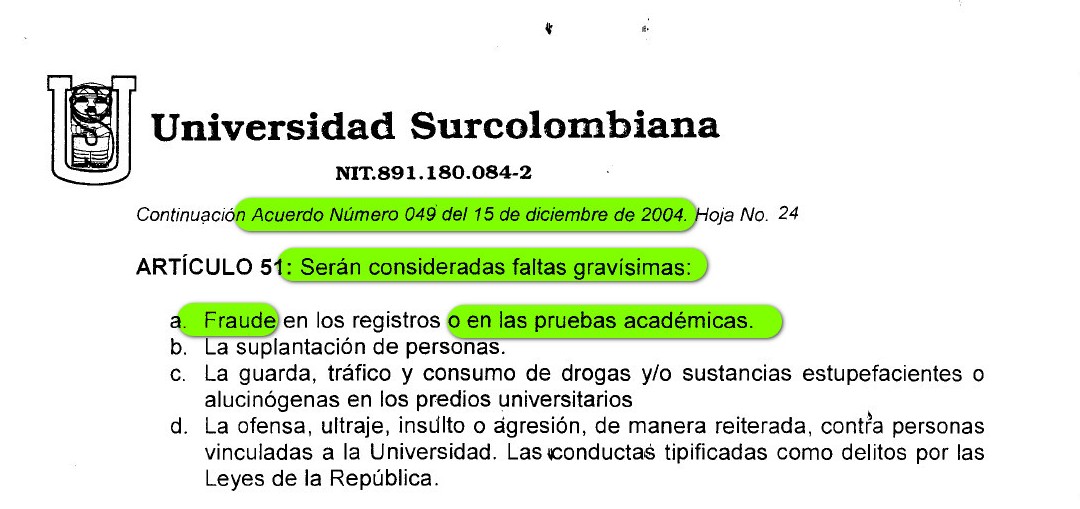 Universidad Surcolombiana
NIT.891.180.084-2
Continuación Acuerdo Número 049 del 15 de diciembre de 2004. Hoja No. 24
ARTÍCULO 51: Serán consideradas faltas gravísimas:
a. Fraude en los registros o en las pruebas académicas.
b. La suplantación de personas.
c. La guarda, tráfico y consumo de drogas y/o sustancias estupefacientes o
alucinógenas en los predios universitarios
d. La ofensa, ultraje, insulto o agresión, de manera reiterada, contra personas
vinculadas a la Universidad. Las conductas tipificadas como delitos por las
Leyes de la República.